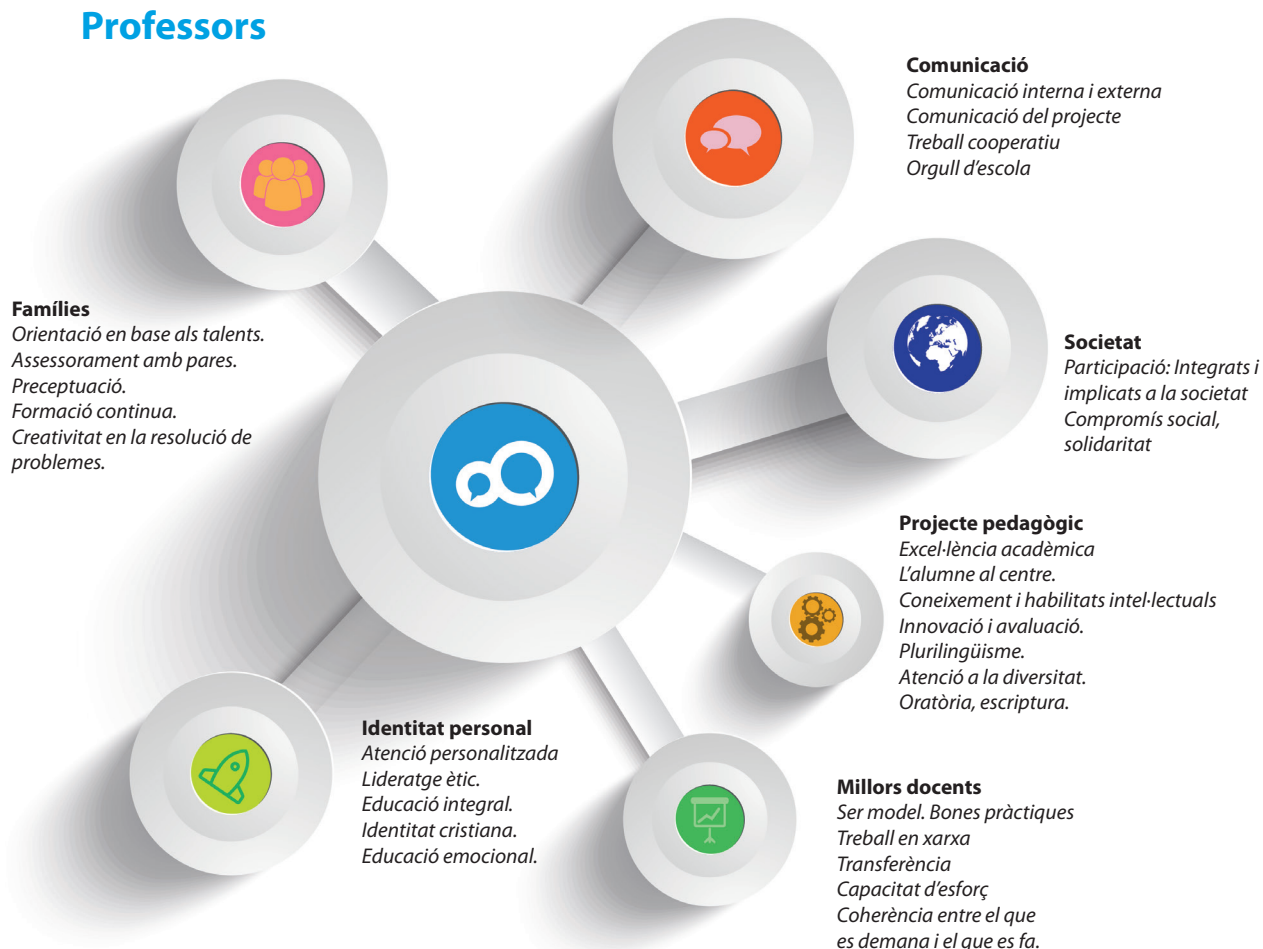 Professors
Comunicació
Comunicació interna i externa
Comunicació del projecte
Treball cooperatiu
Orgull d'escola
Famílies
Orientació en base als talents.
Assessorament amb pares.
Preceptuació.
Formació continua.
Creativitat en la resolució de
problemes.
Societat
Participació: Integrats i
implicats a la societat
Compromís social,
solidaritat
Projecte pedagògic
Excel·lència acadèmica
L'alumne al centre.
Coneixement i habilitats intel·lectuals
Innovació i avaluació.
Plurilingüisme.
Atenció a la diversitat.
Oratòria, escriptura.
Identitat personal
Atenció personalitzada
Lideratge ètic.
Educació integral.
Identitat cristiana.
Educació emocional.
Millors docents
Ser model. Bones pràctiques
Treball en xarxa
Transferència
Capacitat d'esforç
Coherència entre el que
es demana i el que es fa.